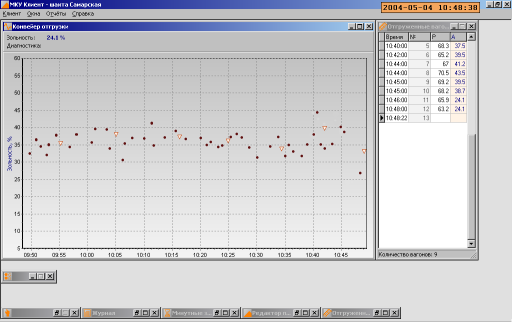 МКУ Клиент - шахта Самарская
2004-05-04 10:48:38
Клиент Окна Отчёты Справка
Конвейер отгрузки
Зольность: 24.8 %
Диагностика:
Зольность, %
60
55
50
45
40
35
30
25
20
15
10
5
09:50 09:55 10:00 10:05 10:10 10:15 10:20 10:25 10:30 10:35 10:40 10:45
Отгруженные ваго..
Время № P A
10:40:00 5 68.3 37.5
10:42:00 6 65.2 39.5
10:44:00 7 67 41.2
10:44:00 8 70.5 43.5
10:45:00 9 69.2 39.5
10:45:00 10 68.2 38.7
10:46:00 11 65.9 24.1
10:48:00 12 63.2 24.1
10:48:22 13
Количество вагонов: 9
Журнал
Минутные з..
Редактор п..
Отгружено..